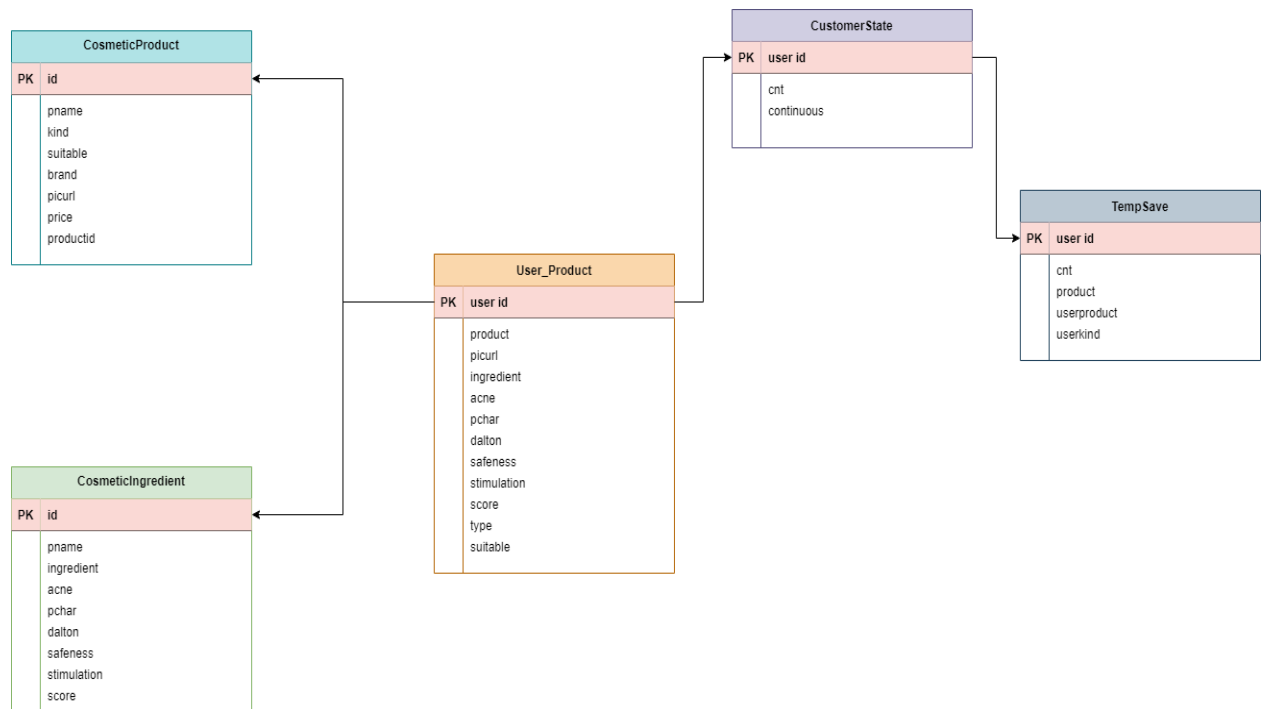 CosmeticProduct
PK id
pname
kind
suitable
brand
picurl
price
productid
CustomerState
PK user id
cnt
continuous
TempSave
PK user id
cnt
product
userproduct
userkind
User_Product
PK user id
product
picurl
ingredient
acne
pchar
dalton
safeness
stimulation
score
type
suitable
CosmeticIngredient
PK id
pname
ingredient
acne
pchar
dalton
safeness
stimulation
score